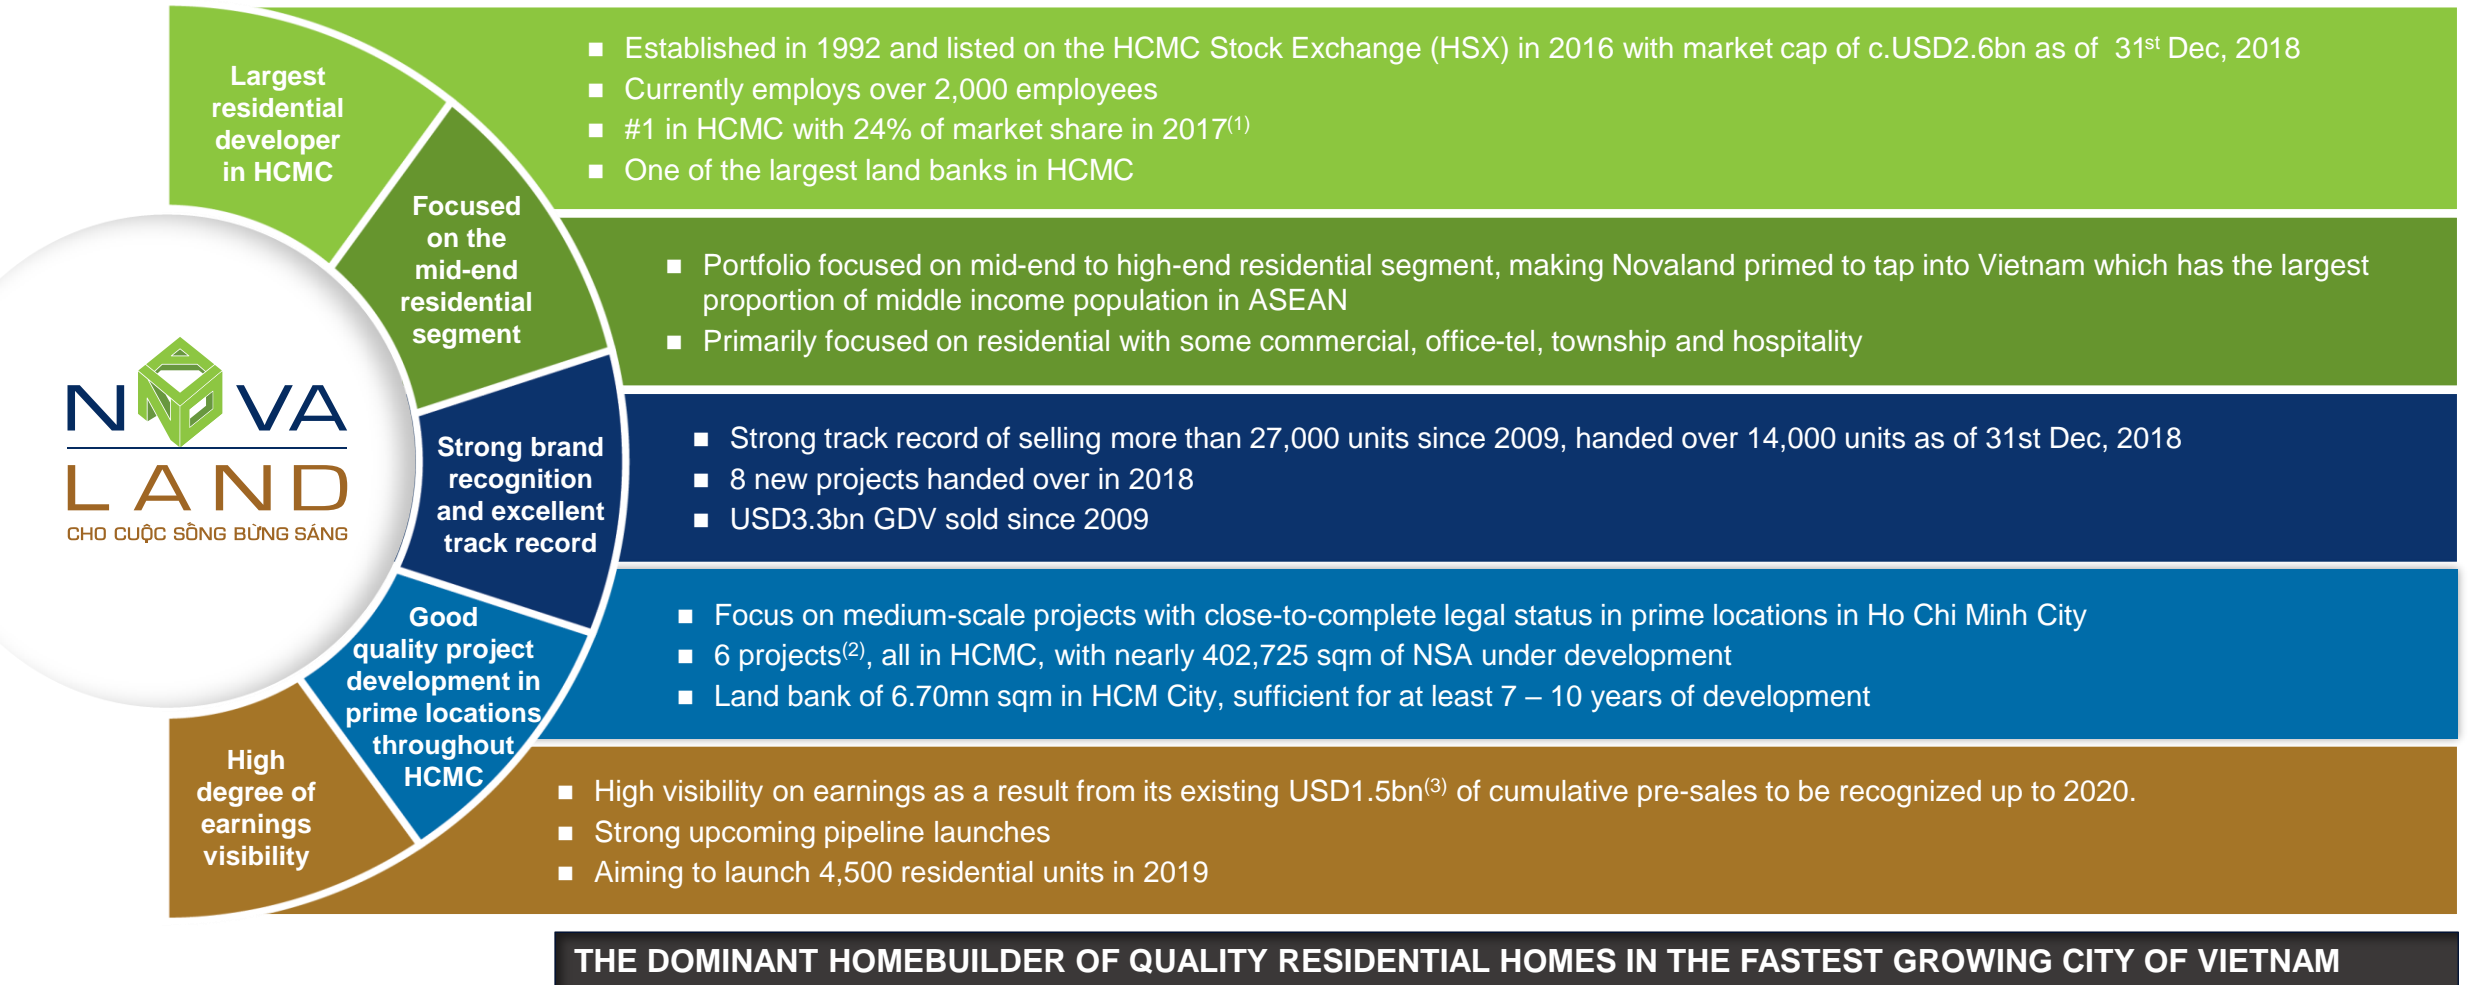 Largest
residential
developer
in HCMC
■ Established in 1992 and listed on the HCMC Stock Exchange (HSX) in 2016 with market cap of c.USD2.6bn as of 31st Dec, 2018
■ Currently employs over 2,000 employees
■ #1 in HCMC with 24% of market share in 2017(1)
■ One of the largest land banks in HCMC
Focused
on the
mid-end
residential
segment
■ Portfolio focused on mid-end to high-end residential segment, making Novaland primed to tap into Vietnam which has the largest
proportion of middle income population in ASEAN
■ Primarily focused on residential with some commercial, office-tel, township and hospitality
NOVA
LAND
CHO CUỘC SỐNG BỪNG SÁNG
Strong brand
recognition
and excellent
track record
■ Strong track record of selling more than 27,000 units since 2009, handed over 14,000 units as of 31st Dec, 2018
■ 8 new projects handed over in 2018
■ USD3.3bn GDV sold since 2009
Good
quality project
development in
prime locations
throughout
HCMC
■ Focus on medium-scale projects with close-to-complete legal status in prime locations in Ho Chi Minh City
■ 6 projects(2), all in HCMC, with nearly 402,725 sqm of NSA under development
■ Land bank of 6.70mn sqm in HCM City, sufficient for at least 7 – 10 years of development
High
degree of
earnings
visibility
■ High visibility on earnings as a result from its existing USD1.5bn(3) of cumulative pre-sales to be recognized up to 2020.
■ Strong upcoming pipeline launches
■ Aiming to launch 4,500 residential units in 2019
THE DOMINANT HOMEBUILDER OF QUALITY RESIDENTIAL HOMES IN THE FASTEST GROWING CITY OF VIETNAM